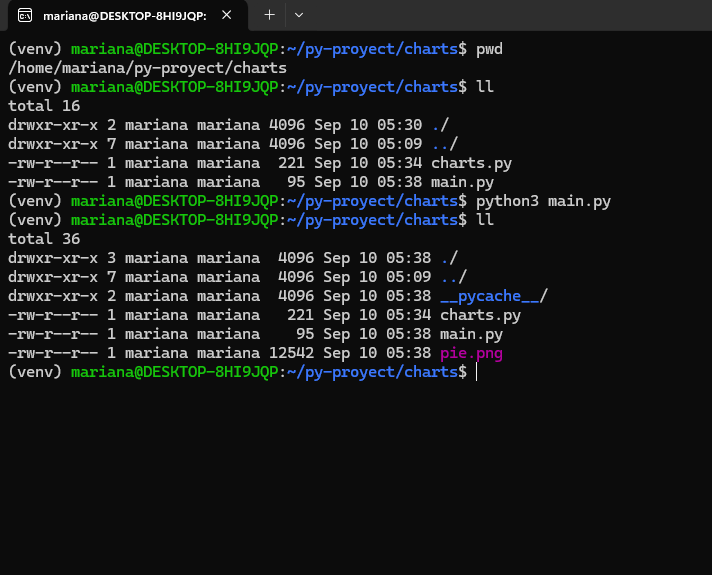 mariana@DESKTOP-8HI9JQP:
(venv) mariana@DESKTOP-8HI9JQP:~/py-proyect/charts$ pwd
/home/mariana/py-proyect/charts
(venv) mariana@DESKTOP-8HI9JQP:~/py-proyect/charts$ ll
total 16
drwxr-xr-x 2 mariana mariana 4096 Sep 10 05:30 ./
drwxr-xr-x 7 mariana mariana 4096 Sep 10 05:09 ../
-rw-r--r-- 1 mariana mariana  221 Sep 10 05:34 charts.py
-rw-r--r-- 1 mariana mariana   95 Sep 10 05:38 main.py
(venv) mariana@DESKTOP-8HI9JQP:~/py-proyect/charts$ python3 main.py
(venv) mariana@DESKTOP-8HI9JQP:~/py-proyect/charts$ ll
total 36
drwxr-xr-x 3 mariana mariana  4096 Sep 10 05:38 ./
drwxr-xr-x 7 mariana mariana  4096 Sep 10 05:09 ../
drwxr-xr-x 2 mariana mariana  4096 Sep 10 05:38 __pycache__/
-rw-r--r-- 1 mariana mariana   221 Sep 10 05:34 charts.py
-rw-r--r-- 1 mariana mariana    95 Sep 10 05:38 main.py
-rw-r--r-- 1 mariana mariana 12542 Sep 10 05:38 pie.png
(venv) mariana@DESKTOP-8HI9JQP:~/py-proyect/charts$